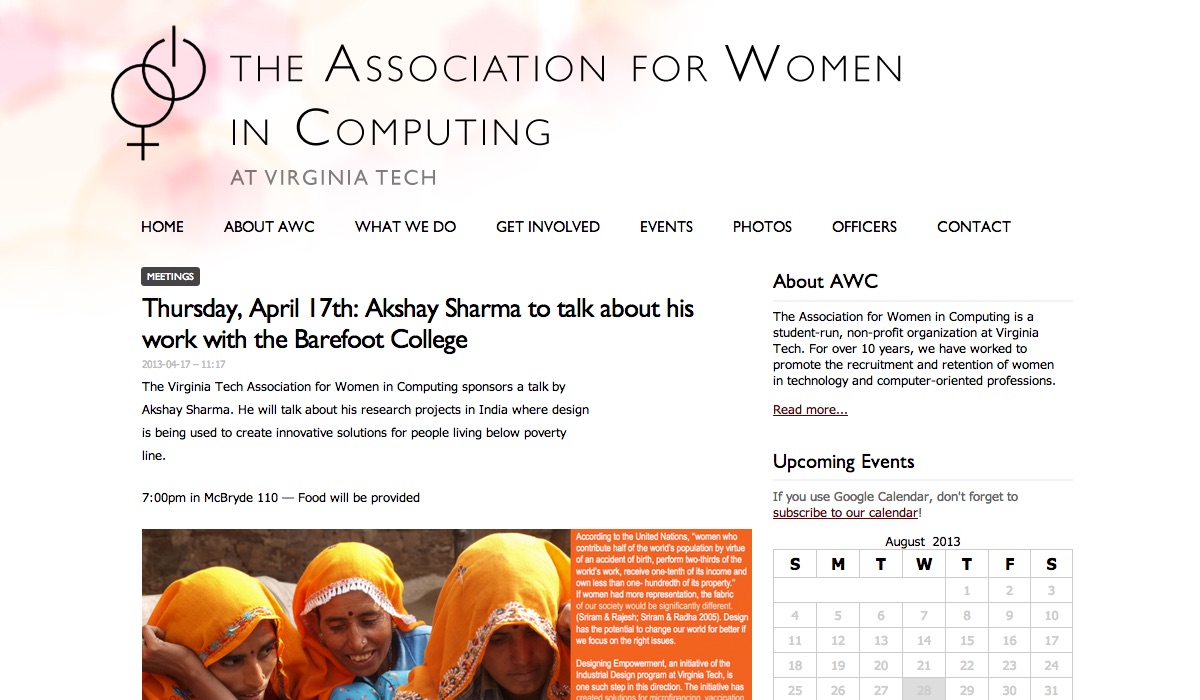 THE ASSOCIATION FOR WOMEN
IN COMPUTING
AT VIRGINIA TECH
HOME ABOUT AWC WHAT WE DO GET INVOLVED EVENTS PHOTOS OFFICERS CONTACT
MEETINGS
Thursday, April 17th: Akshay Sharma to talk about his
work with the Barefoot College
2013-04-17 – 11:17
The Virginia Tech Association for Women in Computing sponsors a talk by
Akshay Sharma. He will talk about his research projects in India where design
is being used to create innovative solutions for people living below poverty
line.
7:00pm in McBryde 110 — Food will be provided
According to the United Nations, "women who
contribute half of the world's population by virtue
of an accident of birth, perform two-thirds of the
world's work, receive one-tenth of its income and
own less than one- hundredth of its property."
If women had more representation, the fabric
of our society would be significantly different.
(Sriram & Rajesh; Sriram & Radha 2005). Design
has the potential to change our world for better if
we focus on the right issues.
Designing Empowerment, an initiative of the
Industrial Design program at Virginia Tech, is
one such step in this direction. The initiative has
created solutions for microfinancing, vaccination
About AWC
The Association for Women in Computing is a
student-run, non-profit organization at Virginia
Tech. For over 10 years, we have worked to
promote the recruitment and retention of women
in technology and computer-oriented professions.
Read more...
Upcoming Events
If you use Google Calendar, don't forget to
subscribe to our calendar!
August 2013
S M T W T F S
1 2 3
4 5 6 7 8 9 10
11 12 13 14 15 16 17
18 19 20 21 22 23 24
25 26 27 28 29 30 31